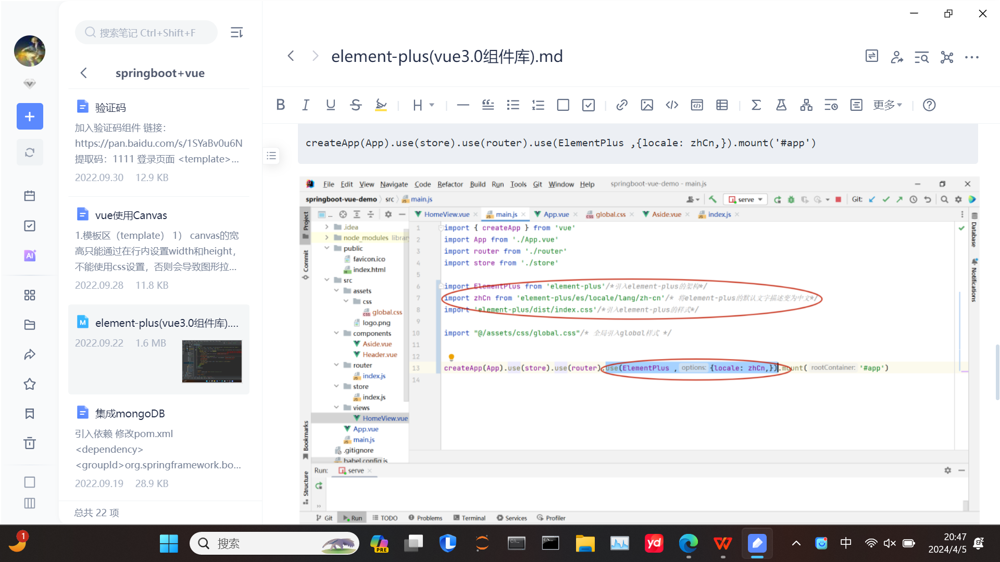 搜索笔记 Ctrl+Shift+F
springboot+vue
验证码
加入验证码组件 链接：
https://pan.baidu.com/s/1SYaBv0u6N
提取码：1111 登录页面 <template>...
2022.09.30 12.9 KB
vue使用Canvas
1.模板区（template） 1） canvas的宽
高只能通过在行内设置width和height，
不能使用css设置，否则会导致图形拉...
2022.09.28 11.8 KB
element-plus(vue3.0组件库)....
2022.09.22 1.6 MB
集成mongoDB
引入依赖 修改pom.xml
<dependency>
<groupId>org.springframework.bo...
2022.09.19 28.9 KB
总共 22 项
AI
element-plus(vue3.0组件库).md
更多
createApp(App).use(store).use(router).use(ElementPlus ,{locale: zhCn,}).mount('#app')
File Edit View Navigate Code Refactor Build Run Tools Git Window Help springboot-vue-demo - main.js
springboot-vue-demo src main.js serve Git:
Project
Commit
Bookmarks
Structure
HomeView.vue main.js App.vue global.css Aside.vue index.js
.idea
node_modules library
public
favicon.ico
index.html
src
assets
css
global.css
logo.png
components
Aside.vue
Header.vue
router
index.js
store
index.js
views
HomeView.vue
App.vue
main.js
.gitignore
babel.config.js
1 import { createApp } from 'vue'
2 import App from './App.vue'
3 import router from './router'
4 import store from './store'
5
6 import ElementPlus from 'element-plus'/*引入element-plus的架构*/
7 import zhCn from 'element-plus/es/locale/lang/zh-cn'/* 将element-plus的默认文字描述变为中文*/
8 import 'element-plus/dist/index.css'/*引入element-plus的样式*/
9
10 import "@/assets/css/global.css"/* 全局引入global样式 */
11
12
13 createApp(App).use(store).use(router).use(ElementPlus , options: {locale: zhCn,}).mount( rootContainer: '#app')
14
Database
Notifications
Run: serve
Git Run TODO Problems Terminal Services Profiler
1
搜索
PRE
yd
中
20:47
2024/4/5